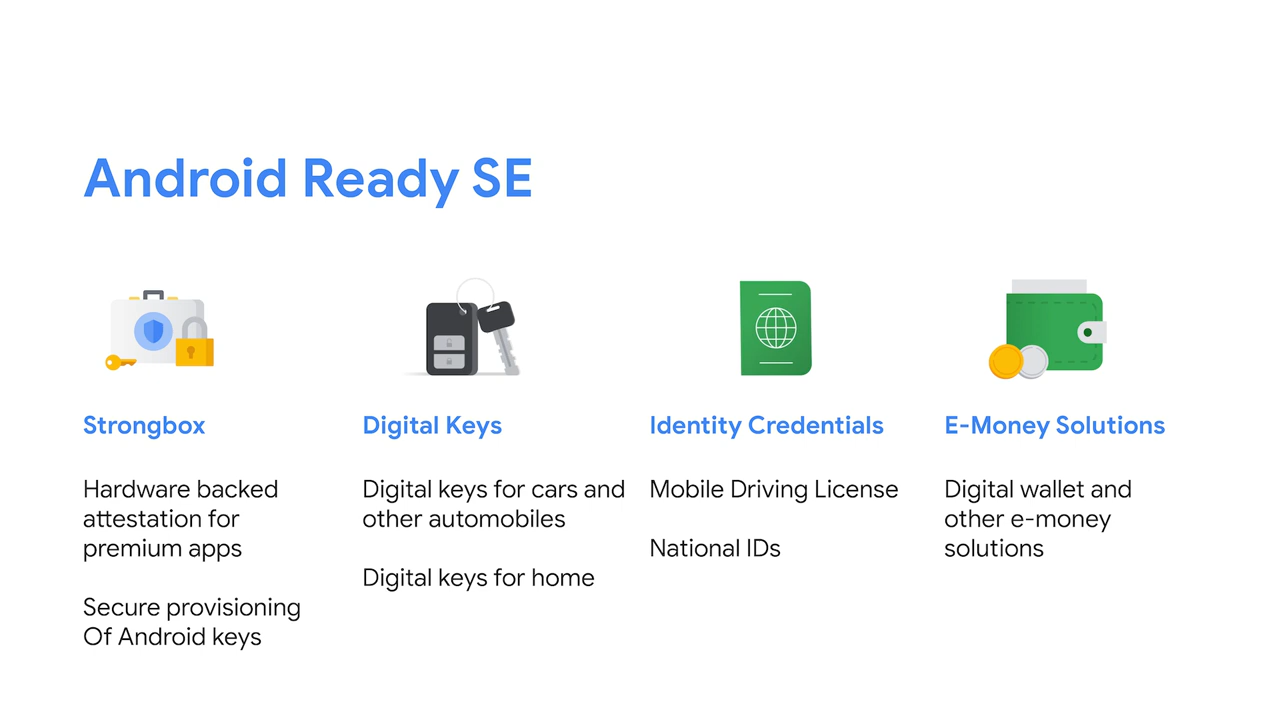 Android Ready SE
Strongbox
Hardware backed
attestation for
premium apps
Secure provisioning
Of Android keys
Digital Keys
Digital keys for cars and
other automobiles
Digital keys for home
Identity Credentials
Mobile Driving License
National IDs
E-Money Solutions
Digital wallet and
other e-money
solutions